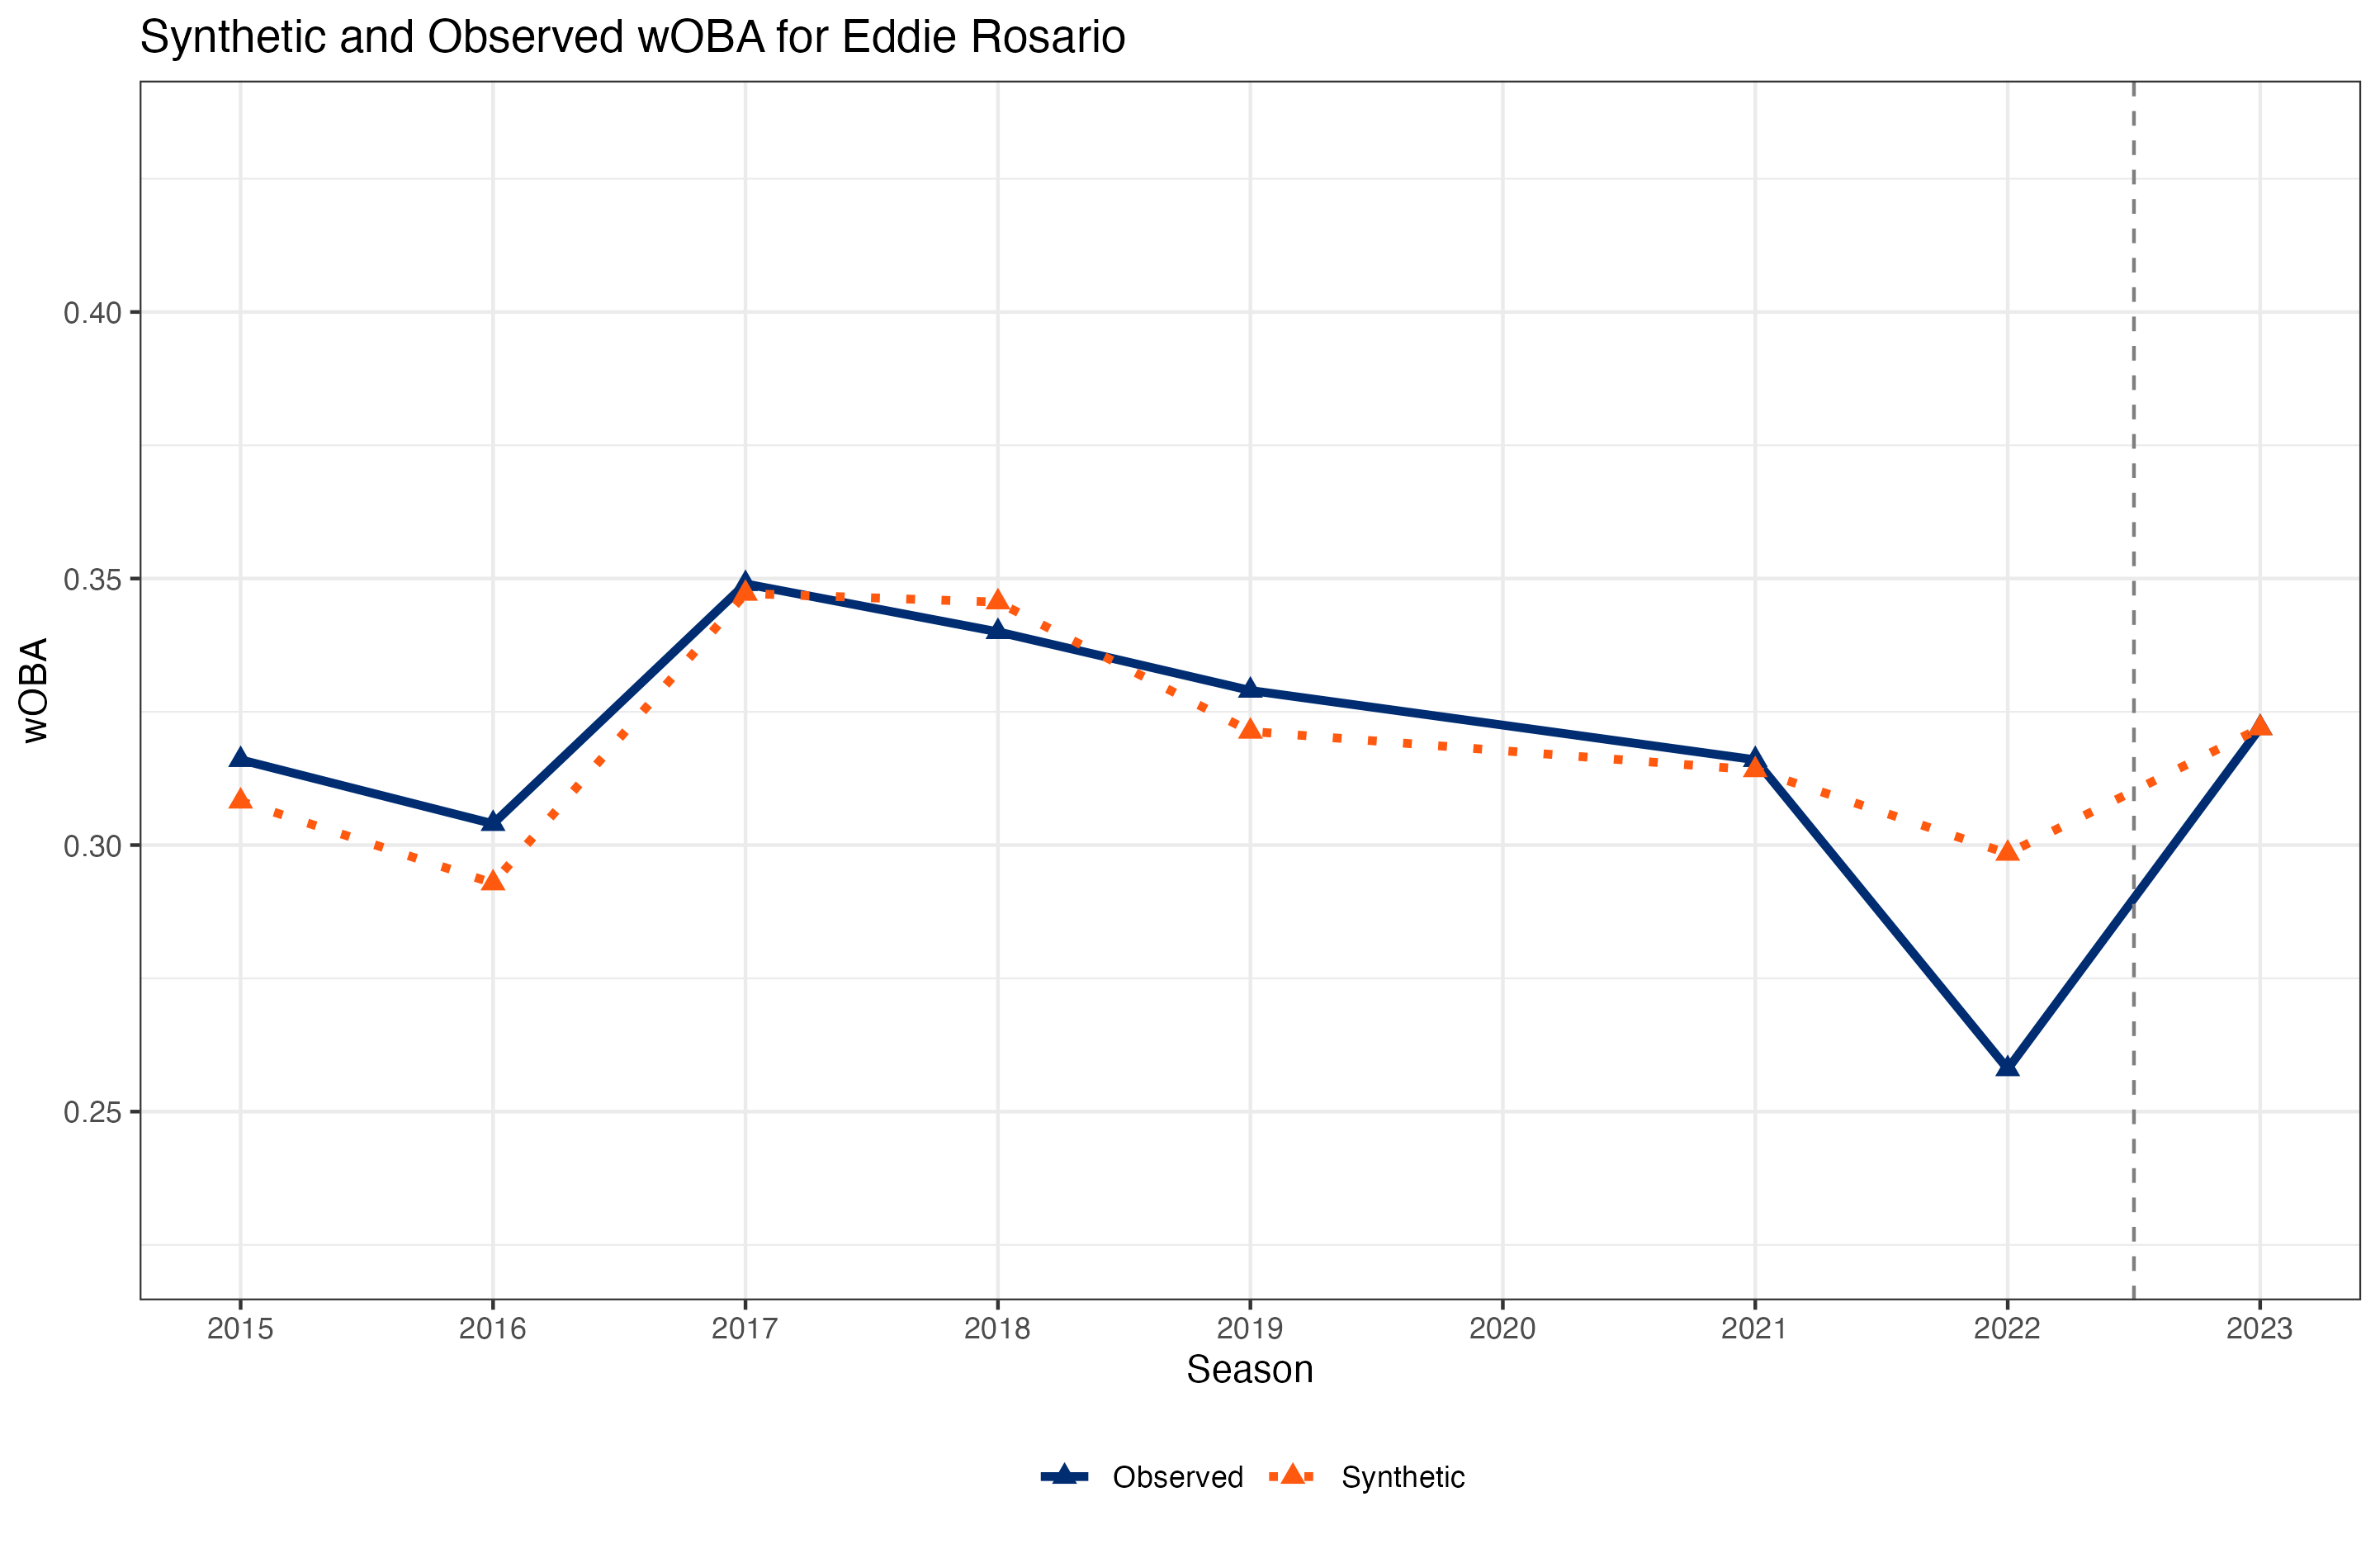 Synthetic and Observed wOBA for Eddie Rosario
wOBA
0.40
0.35
0.30
0.25
2015 2016 2017 2018 2019 2020 2021 2022 2023
Season
Observed Synthetic